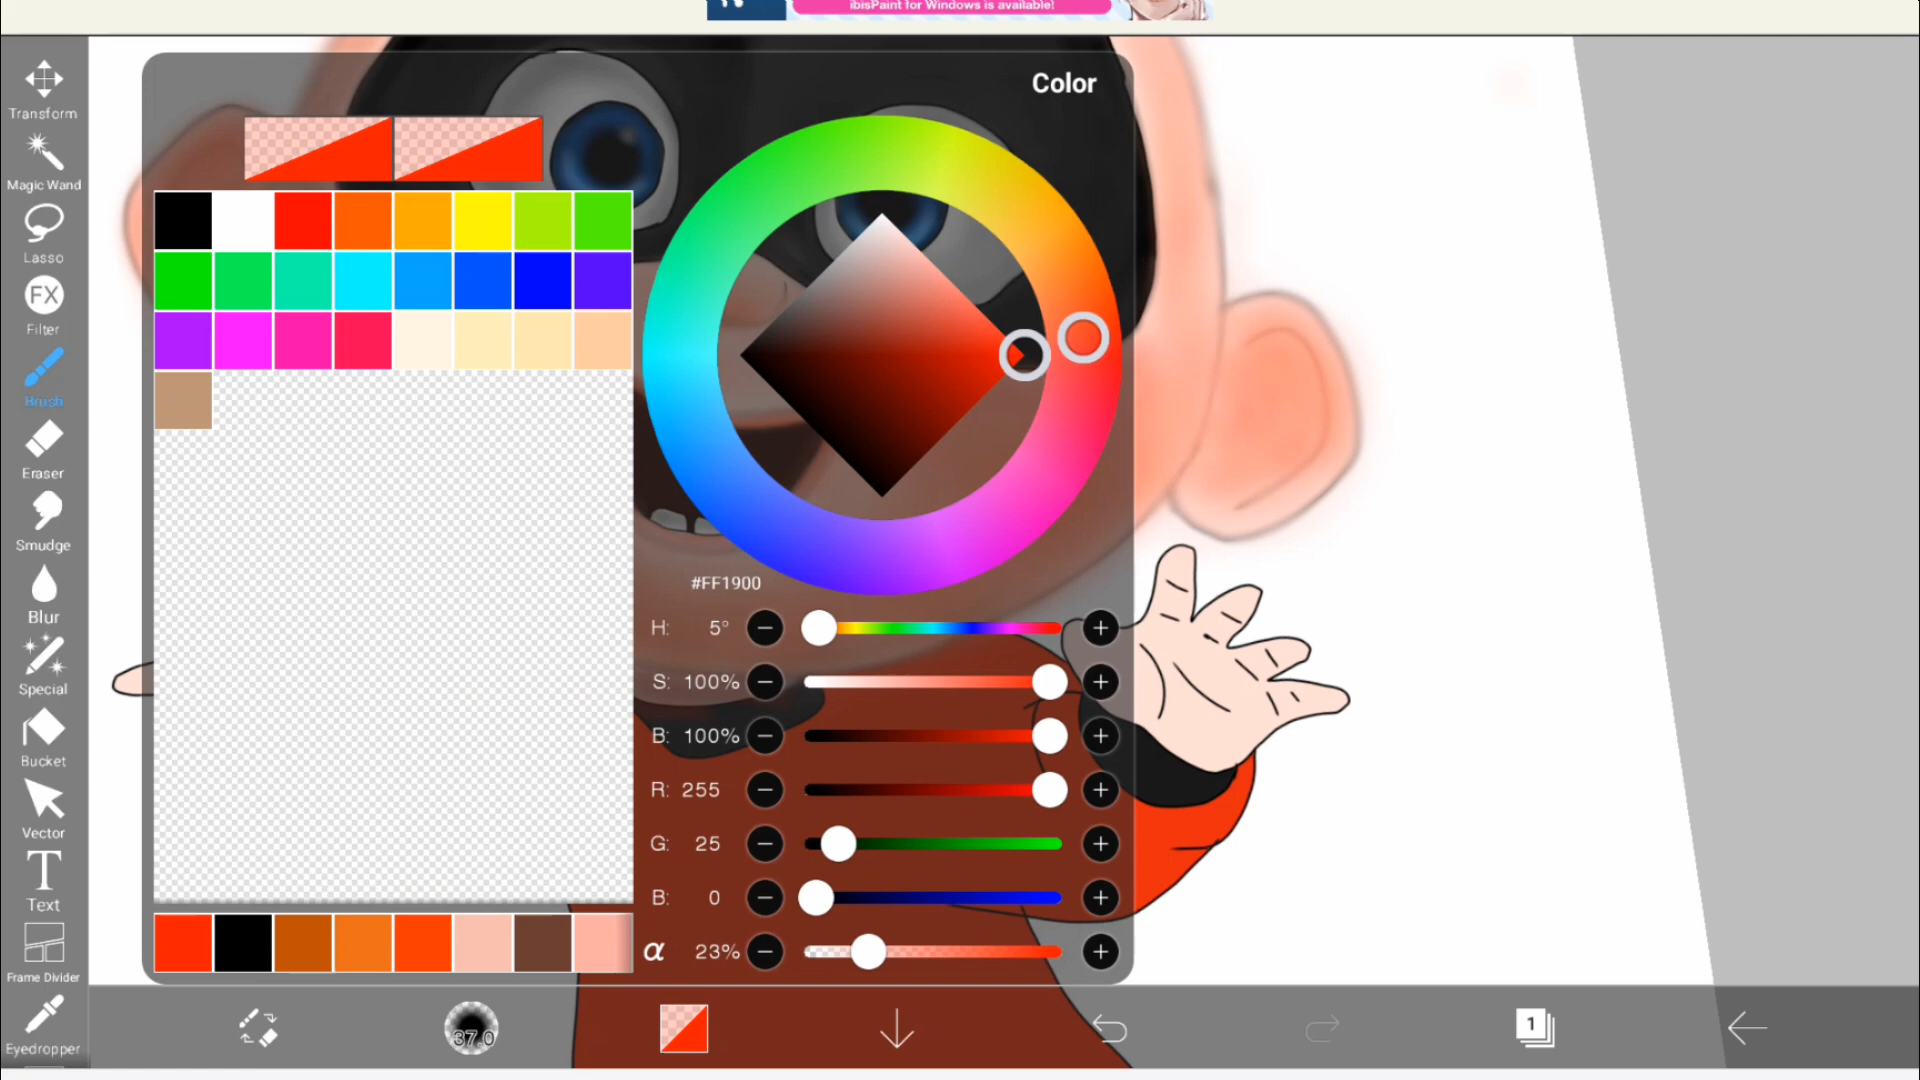 ibisPaint for Windows is available!
Color
Transform
Magic Wand
Lasso
FX
Filter
Brush
Eraser
Smudge
Blur
Special
Bucket
Vector
T
Text
Frame Divider
Eyedropper
#FF1900
H: 5°
S: 100%
B: 100%
R: 255
G: 25
B: 0
α 23%
37.0
1